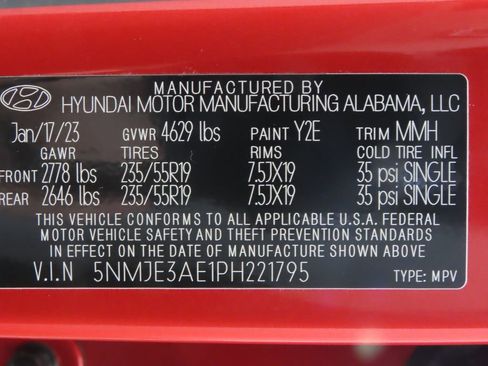 MANUFACTURED BY
HYUNDAI MOTOR MANUFACTURING ALABAMA, LLC
Jan/17/23 GVWR 4629 lbs PAINT Y2E TRIM MMH
GAWR TIRES RIMS COLD TIRE INFL
FRONT 2778 lbs 235/55R19 7.5JX19 35 psi SINGLE
REAR 2646 lbs 235/55R19 7.5JX19 35 psi SINGLE
THIS VEHICLE CONFORMS TO ALL APPLICABLE U.S.A. FEDERAL
MOTOR VEHICLE SAFETY AND THEFT PREVENTION STANDARDS
IN EFFECT ON THE DATE OF MANUFACTURE SHOWN ABOVE
V.I.N 5NMJE3AE1PH221795 TYPE: MPV